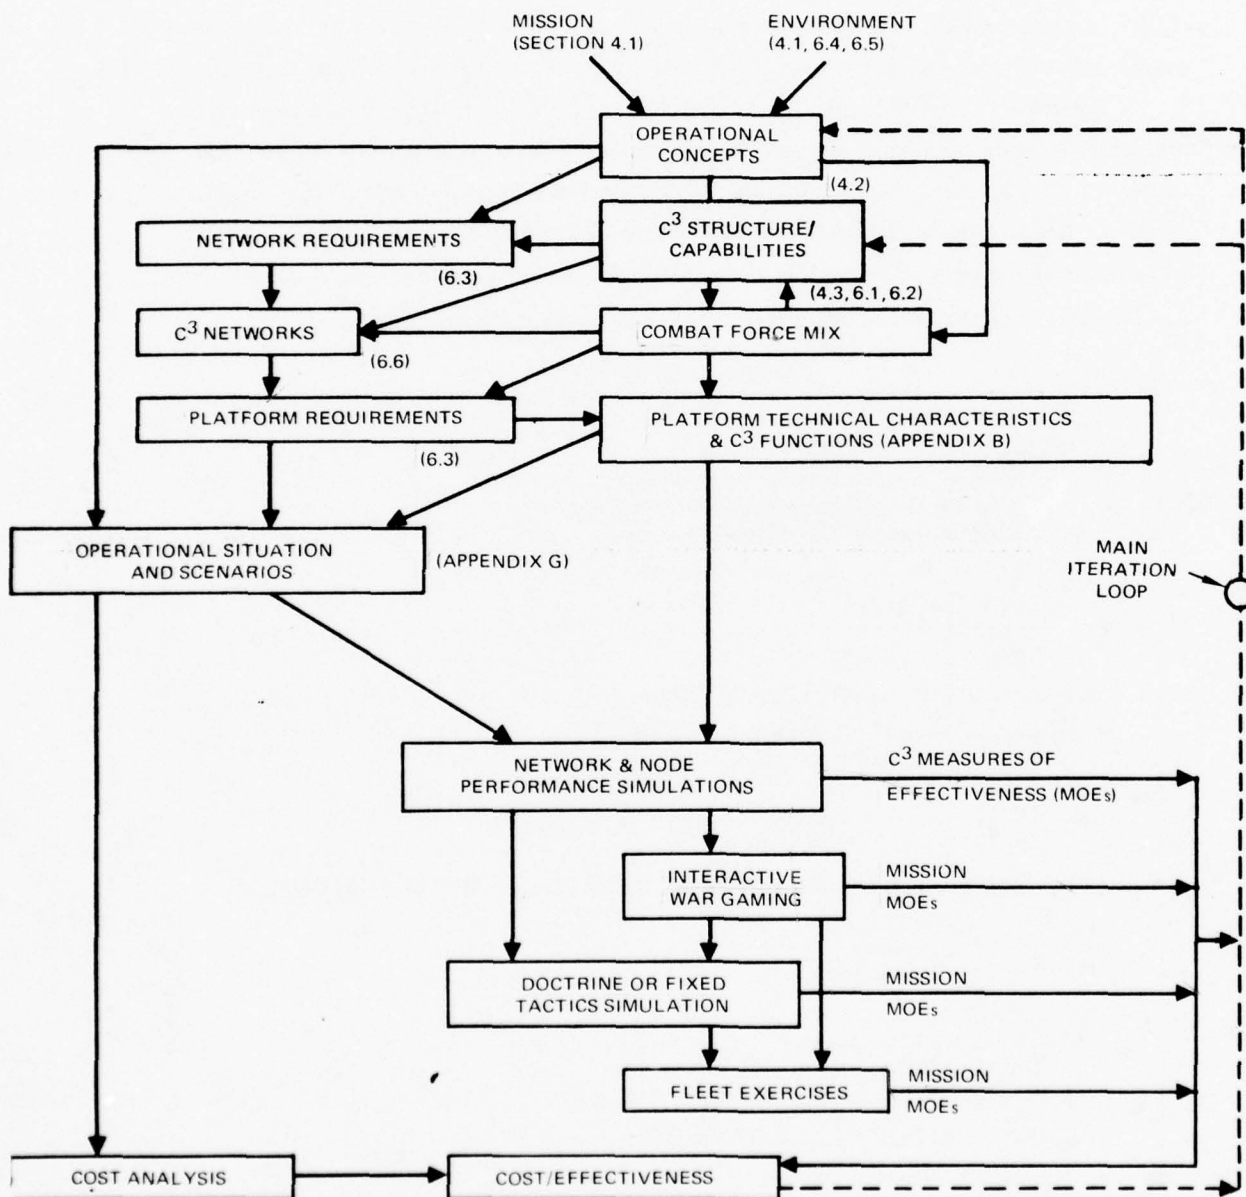 MISSION
(SECTION 4.1)
ENVIRONMENT
(4.1, 6.4, 6.5)
OPERATIONAL
CONCEPTS
(4.2)
C³ STRUCTURE/
CAPABILITIES
NETWORK REQUIREMENTS
(6.3)
(4.3, 6.1, 6.2)
C³ NETWORKS
COMBAT FORCE MIX
(6.6)
PLATFORM REQUIREMENTS
(6.3)
PLATFORM TECHNICAL CHARACTERISTICS
& C³ FUNCTIONS (APPENDIX B)
OPERATIONAL SITUATION
AND SCENARIOS
(APPENDIX G)
MAIN
ITERATION
LOOP
NETWORK & NODE
PERFORMANCE SIMULATIONS
C³ MEASURES OF
EFFECTIVENESS (MOEs)
INTERACTIVE
WAR GAMING
MISSION
MOEs
DOCTRINE OR FIXED
TACTICS SIMULATION
MISSION
MOEs
FLEET EXERCISES
MISSION
MOEs
COST ANALYSIS
COST/EFFECTIVENESS